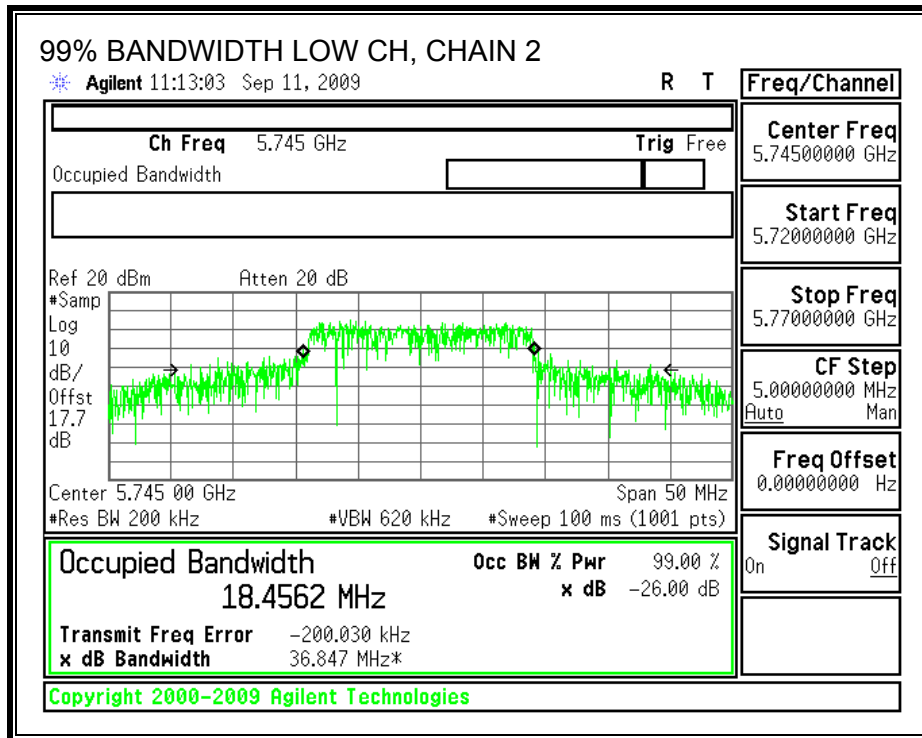 99% BANDWIDTH LOW CH, CHAIN 2
Agilent 11:13:03 Sep 11, 2009 R T
Ch Freq 5.745 GHz Trig Free
Occupied Bandwidth
Ref 20 dBm Atten 20 dB
#Samp
Log
10
dB/
Offst
17.7
dB
Center 5.745 00 GHz Span 50 MHz
#Res BW 200 kHz #VBW 620 kHz #Sweep 100 ms (1001 pts)
Occupied Bandwidth Occ BW % Pwr 99.00 %
18.4562 MHz x dB -26.00 dB
Transmit Freq Error -200.030 kHz
x dB Bandwidth 36.847 MHz*
Copyright 2000-2009 Agilent Technologies
Freq/Channel
Center Freq
5.74500000 GHz
Start Freq
5.72000000 GHz
Stop Freq
5.77000000 GHz
CF Step
5.00000000 MHz
Auto Man
Freq Offset
0.00000000 Hz
Signal Track
On Off